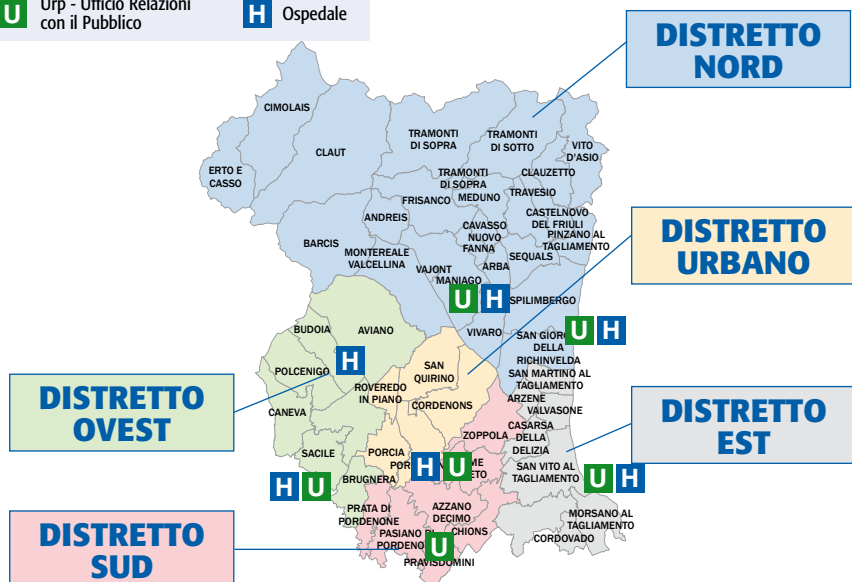 U Urp - Ufficio Relazioni
con il Pubblico
H Ospedale
DISTRETTO
NORD
CIMOLAIS
CLAUT
ERTO E
CASSO
TRAMONTI
DI SOPRA
TRAMONTI
DI SOTTO
VITO
D'ASIO
TRAMONTI
DI SOPRA
CLAUZETTO
FRISANCO
MEDUNO
TRAVESIO
ANDREIS
CASTELNOVO
DEL FRIULI
PINZANO AL
TAGLIAMENTO
CAVASSO
NUOVO
FANNA
BARCIS
MONTEREALE
VALCELLINA
SEQUALS
VAJONT
ARBA
MANIAGO
U H
SPILIMBERGO
DISTRETTO
URBANO
VIVARO
U H
DELLA
RICHINVELDA
SAN MARTINO AL
TAGLIAMENTO
BUDOIA
AVIANO
H
POLCENIGO
SAN
QUIRINO
ROVEREDO
IN PIANO
CORDENONS
ARZENE
VALVASONE
CANEVA
DISTRETTO
OVEST
DISTRETTO
EST
ZOPPOLA
CASARSA
DELLA
DELIZIA
SACILE
PORCIA
H U
SAN VITO AL
TAGLIAMENTO
U H
H U
BRUGNERA
PRATA DI
PORDENONE
AZZANO
DECIMO
MORSANO AL
TAGLIAMENTO
CHIONS
CORDOVADO
PASIANO
U
PRAVISDOMINI
DISTRETTO
SUD